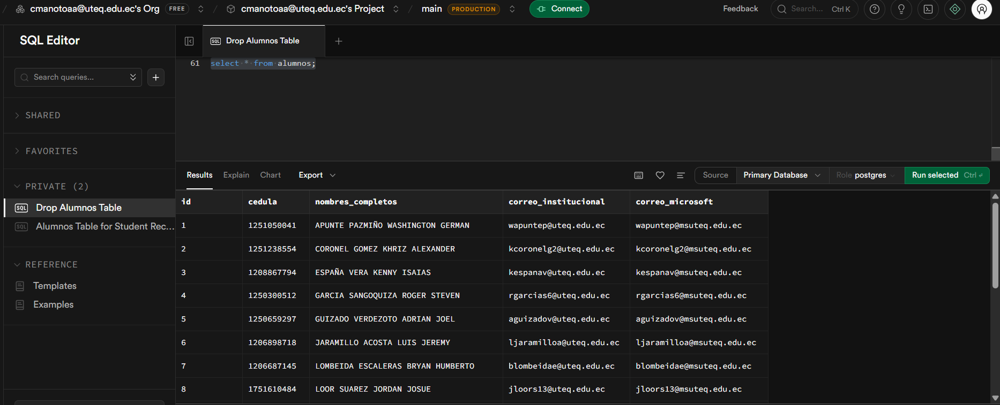 cmanotoaa@uteq.edu.ec's Org FREE cmanotoaa@uteq.edu.ec's Project main PRODUCTION Connect Feedback Search... Ctrl K
SQL Editor
SQL Drop Alumnos Table
Search queries...
61 select * from alumnos;
SHARED
FAVORITES
PRIVATE (2)
SQL Drop Alumnos Table
SQL Alumnos Table for Student Rec...
REFERENCE
Templates
Examples
Results Explain Chart Export Source Primary Database Role postgres Run selected Ctrl
id cedula nombres_completos correo_institucional correo_microsoft
1 1251050041 APUNTE PAZMIÑO WASHINGTON GERMAN wapuntep@uteq.edu.ec wapuntep@msuteq.edu.ec
2 1251238554 CORONEL GOMEZ KHRIZ ALEXANDER kcoronelg2@uteq.edu.ec kcoronelg2@msuteq.edu.ec
3 1208867794 ESPAÑA VERA KENNY ISAIAS kespanav@uteq.edu.ec kespanav@msuteq.edu.ec
4 1250300512 GARCIA SANGOQUIZA ROGER STEVEN rgarcias6@uteq.edu.ec rgarcias6@msuteq.edu.ec
5 1250659297 GUIZADO VERDEZOTO ADRIAN JOEL aguizadov@uteq.edu.ec aguizadov@msuteq.edu.ec
6 1206898718 JARAMILLO ACOSTA LUIS JEREMY ljaramilloa@uteq.edu.ec ljaramilloa@msuteq.edu.ec
7 1206687145 LOMBEIDA ESCALERAS BRYAN HUMBERTO blombeidae@uteq.edu.ec blombeidae@msuteq.edu.ec
8 1751610484 LOOR SUAREZ JORDAN JOSUE jloors13@uteq.edu.ec jloors13@msuteq.edu.ec